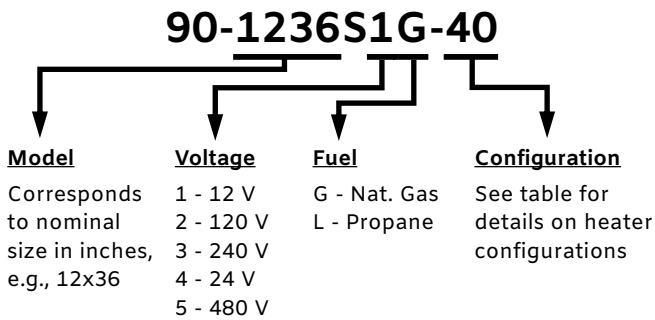 90-1236S1G-40
Model
Corresponds
to nominal
size in inches,
e.g., 12x36
Voltage
1 - 12 V
2 - 120 V
3 - 240 V
4 - 24 V
5 - 480 V
Fuel
G - Nat. Gas
L - Propane
Configuration
See table for
details on heater
configurations